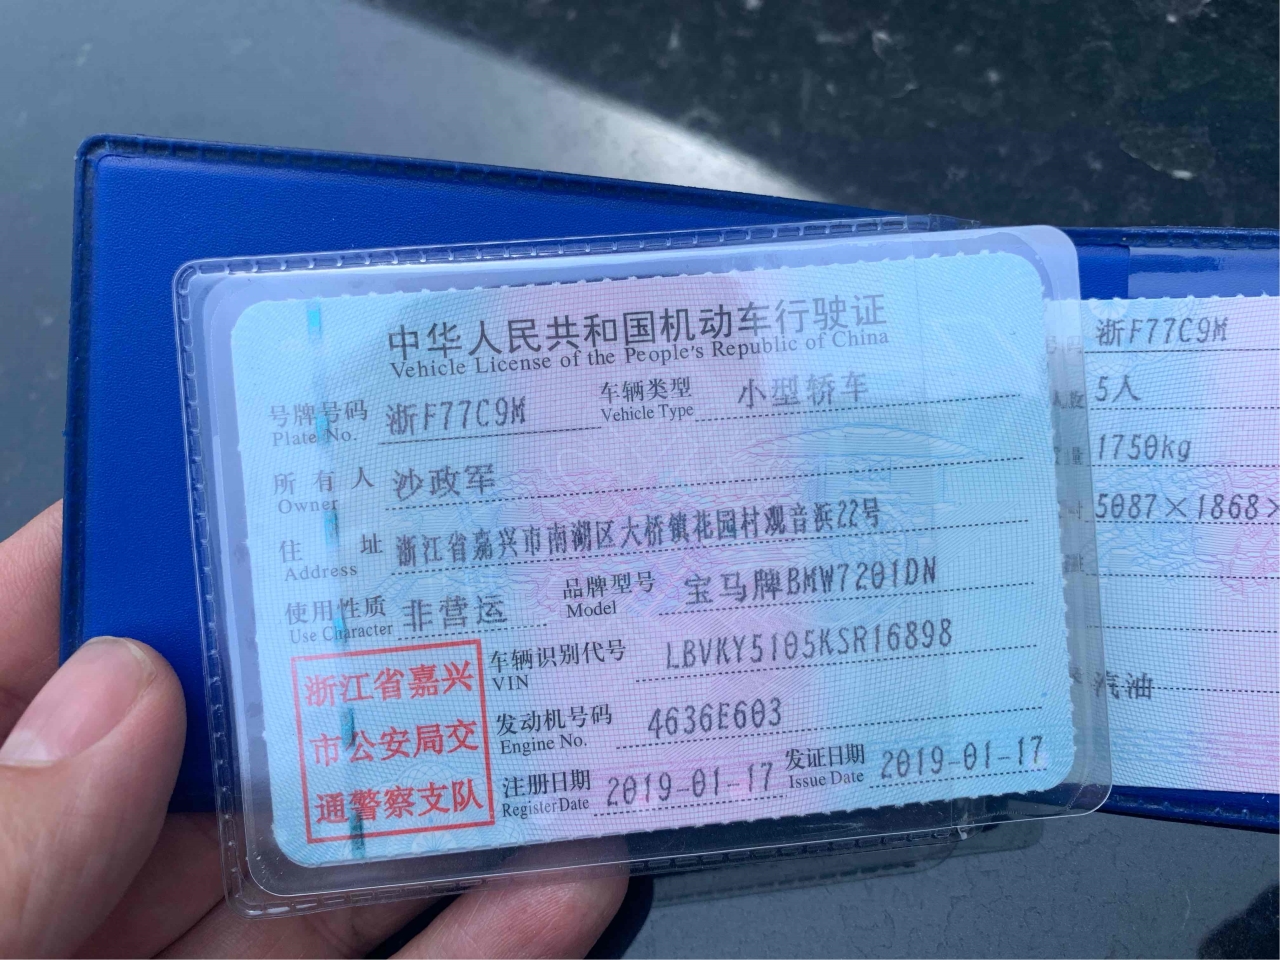 中华人民共和国机动车行驶证
Vehicle License of the People's Republic of China
号牌号码 浙F77C9M 车辆类型 小型轿车
Plate No. Vehicle Type
所有人 沙政军
Owner
住址 浙江省嘉兴市南湖区大桥镇花园村观音浜22号
Address
使用性质 非营运 品牌型号 宝马牌BMW7201DN
Use Character Model
车辆识别代号 LBVKY5105KSR16898
VIN
发动机号码 4636E603
Engine No.
注册日期 2019-01-17 发证日期 2019-01-17
Register Date Issue Date
浙江省嘉兴
市公安局交
通警察支队
浙F77C9M
5人
1750kg
5087×1868×
汽油